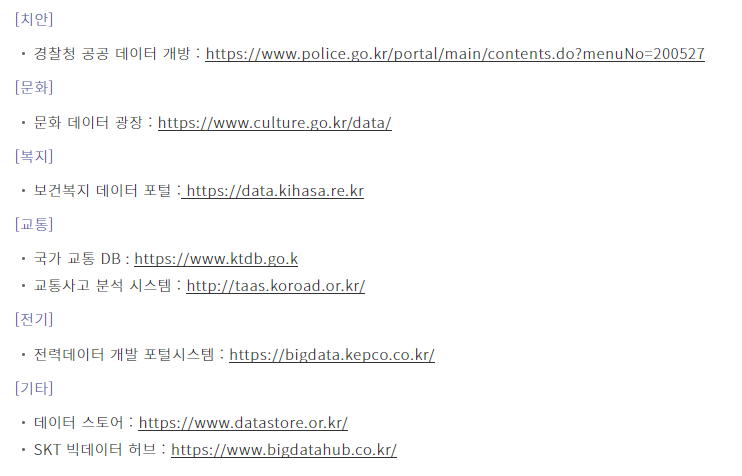 [치안]
• 경찰청 공공 데이터 개방 : https://www.police.go.kr/portal/main/contents.do?menuNo=200527
[문화]
• 문화 데이터 광장 : https://www.culture.go.kr/data/
[복지]
• 보건복지 데이터 포털 : https://data.kihasa.re.kr
[교통]
• 국가 교통 DB : https://www.ktdb.go.k
• 교통사고 분석 시스템 : http://taas.koroad.or.kr/
[전기]
• 전력데이터 개발 포털시스템 : https://bigdata.kepco.co.kr/
[기타]
• 데이터 스토어 : https://www.datastore.or.kr/
• SKT 빅데이터 허브 : https://www.bigdatahub.co.kr/